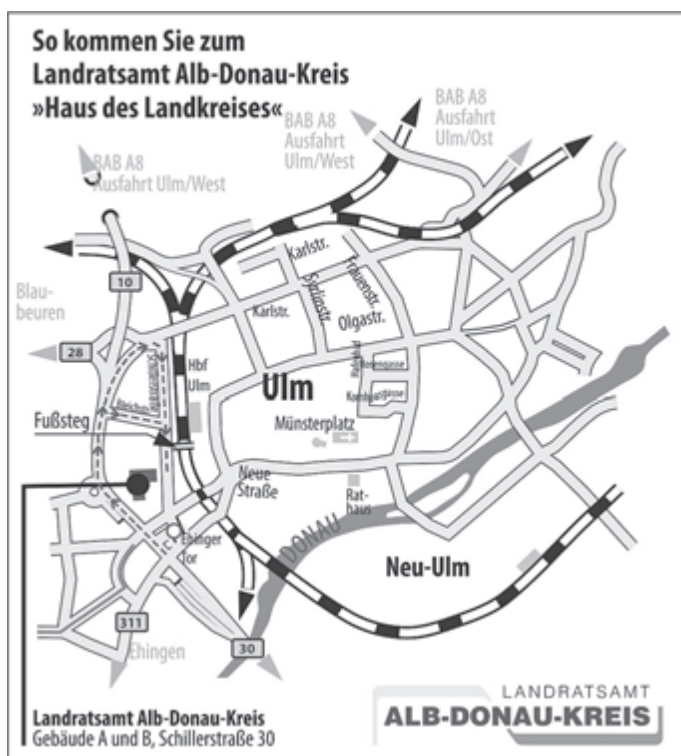 So kommen Sie zum
Landratsamt Alb-Donau-Kreis
»Haus des Landkreises«
BAB A8
Ausfahrt
Ulm/West
BAB A8
Ausfahrt
Ulm/Ost
BAB A8
Ausfahrt Ulm/West
10
Blau-
beuren
28
Karlstr.
Karlstr.
Syrlinstr.
Frauenstr.
Olgastr.
Hbf
Ulm
Ulm
Fußsteg
Münsterplatz
Neue
Straße
Rat-
haus
Ehinger
Tor
DONAU
Neu-Ulm
311
Ehingen
30
Landratsamt Alb-Donau-Kreis
Gebäude A und B, Schillerstraße 30
LANDRATSAMT
ALB-DONAU-KREIS